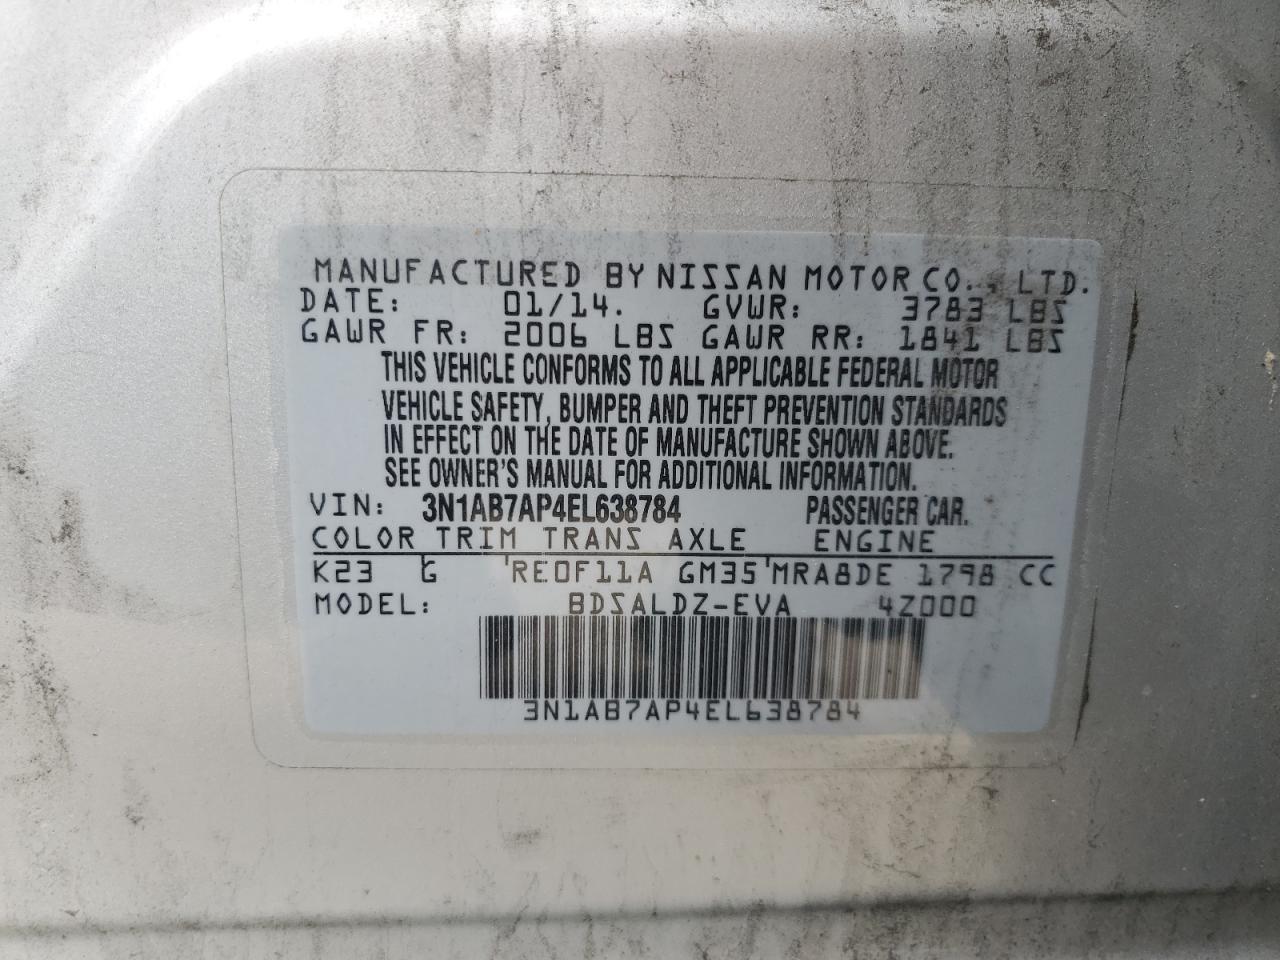 MANUFACTURED BY NISSAN MOTOR CO., LTD.
DATE: 01/14. GVWR: 3783 LBS
GAWR FR: 2006 LBS GAWR RR: 1841 LBS
THIS VEHICLE CONFORMS TO ALL APPLICABLE FEDERAL MOTOR
VEHICLE SAFETY, BUMPER AND THEFT PREVENTION STANDARDS
IN EFFECT ON THE DATE OF MANUFACTURE SHOWN ABOVE.
SEE OWNER'S MANUAL FOR ADDITIONAL INFORMATION.
VIN: 3N1AB7AP4EL638784 PASSENGER CAR.
COLOR TRIM TRANS AXLE ENGINE
K23 G 'RE0F11A GM35'MRA8DE 1798 CC
MODEL: BDSALDZ-EVA 4Z000
3N1AB7AP4EL638784